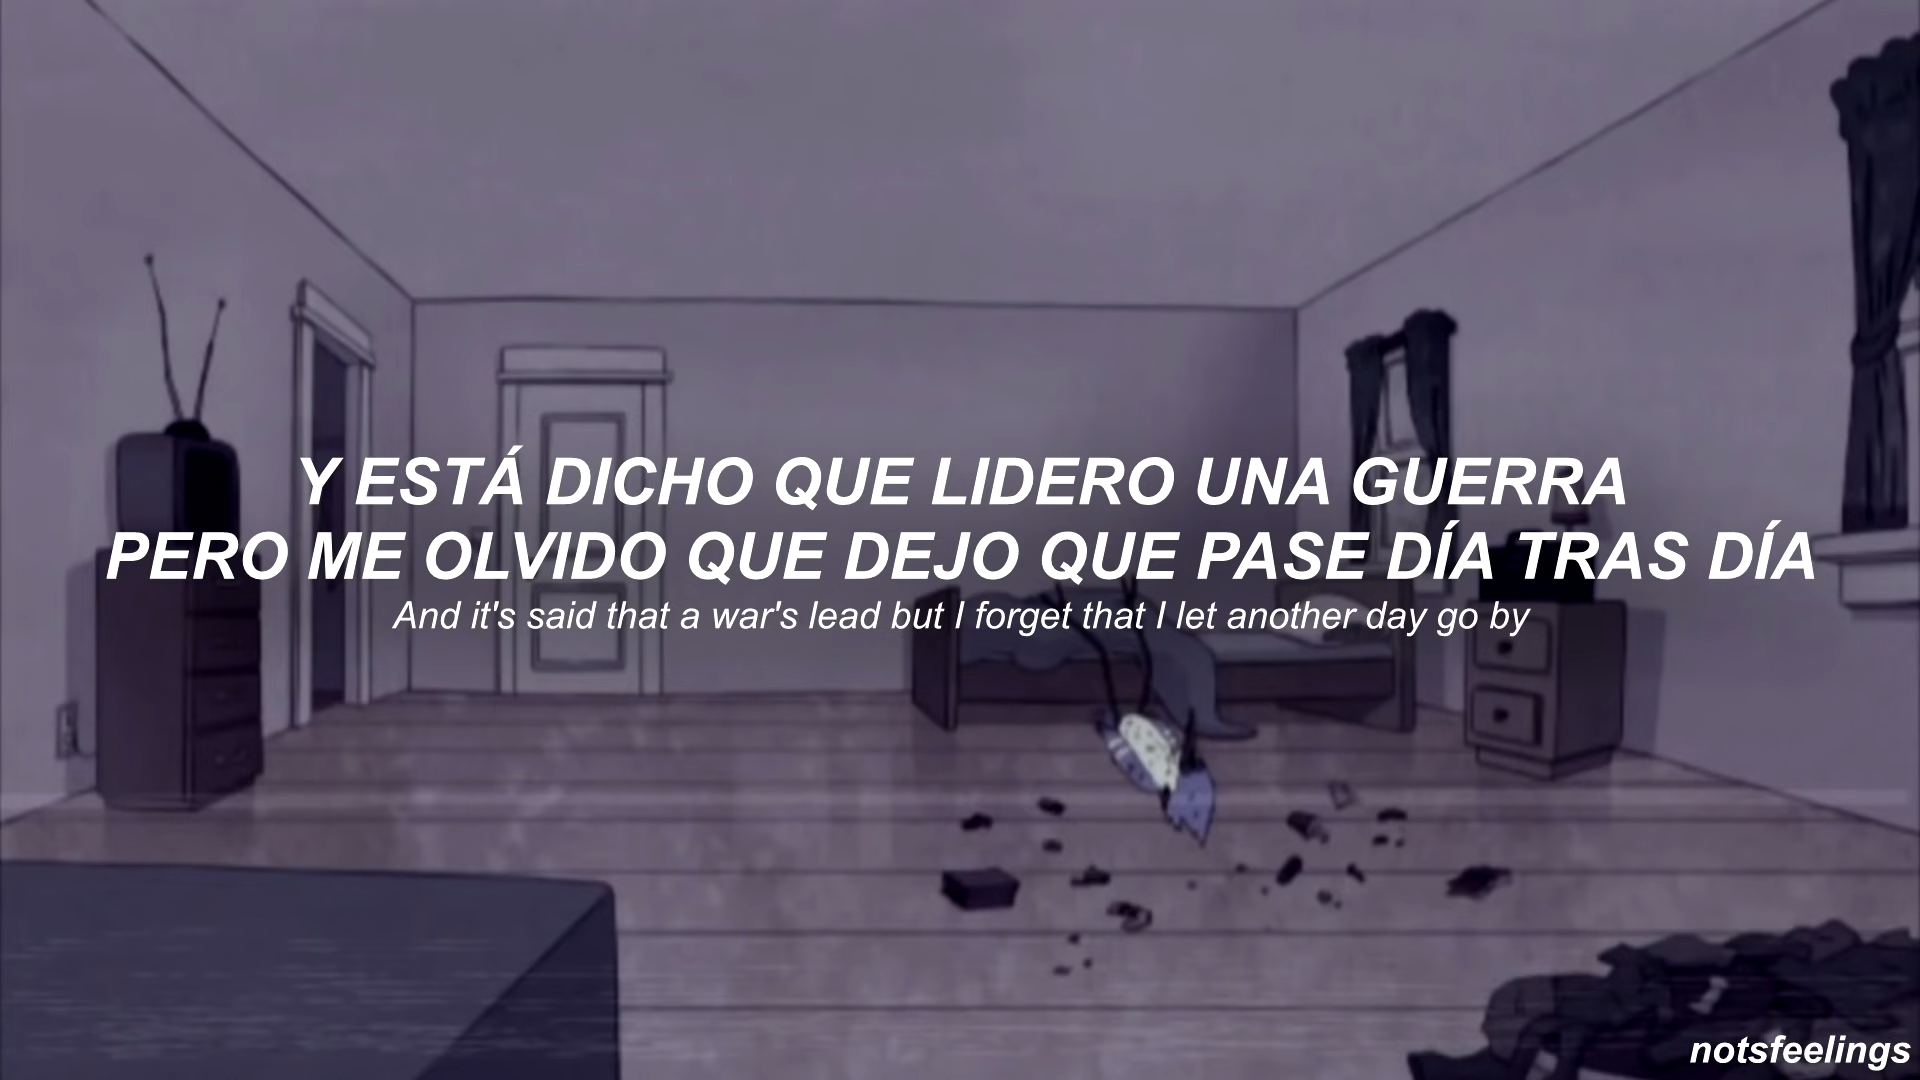 Y ESTÁ DICHO QUE LIDERO UNA GUERRA
PERO ME OLVIDO QUE DEJO QUE PASE DÍA TRAS DÍA
And it's said that a war's lead but I forget that I let another day go by
notsfeelings